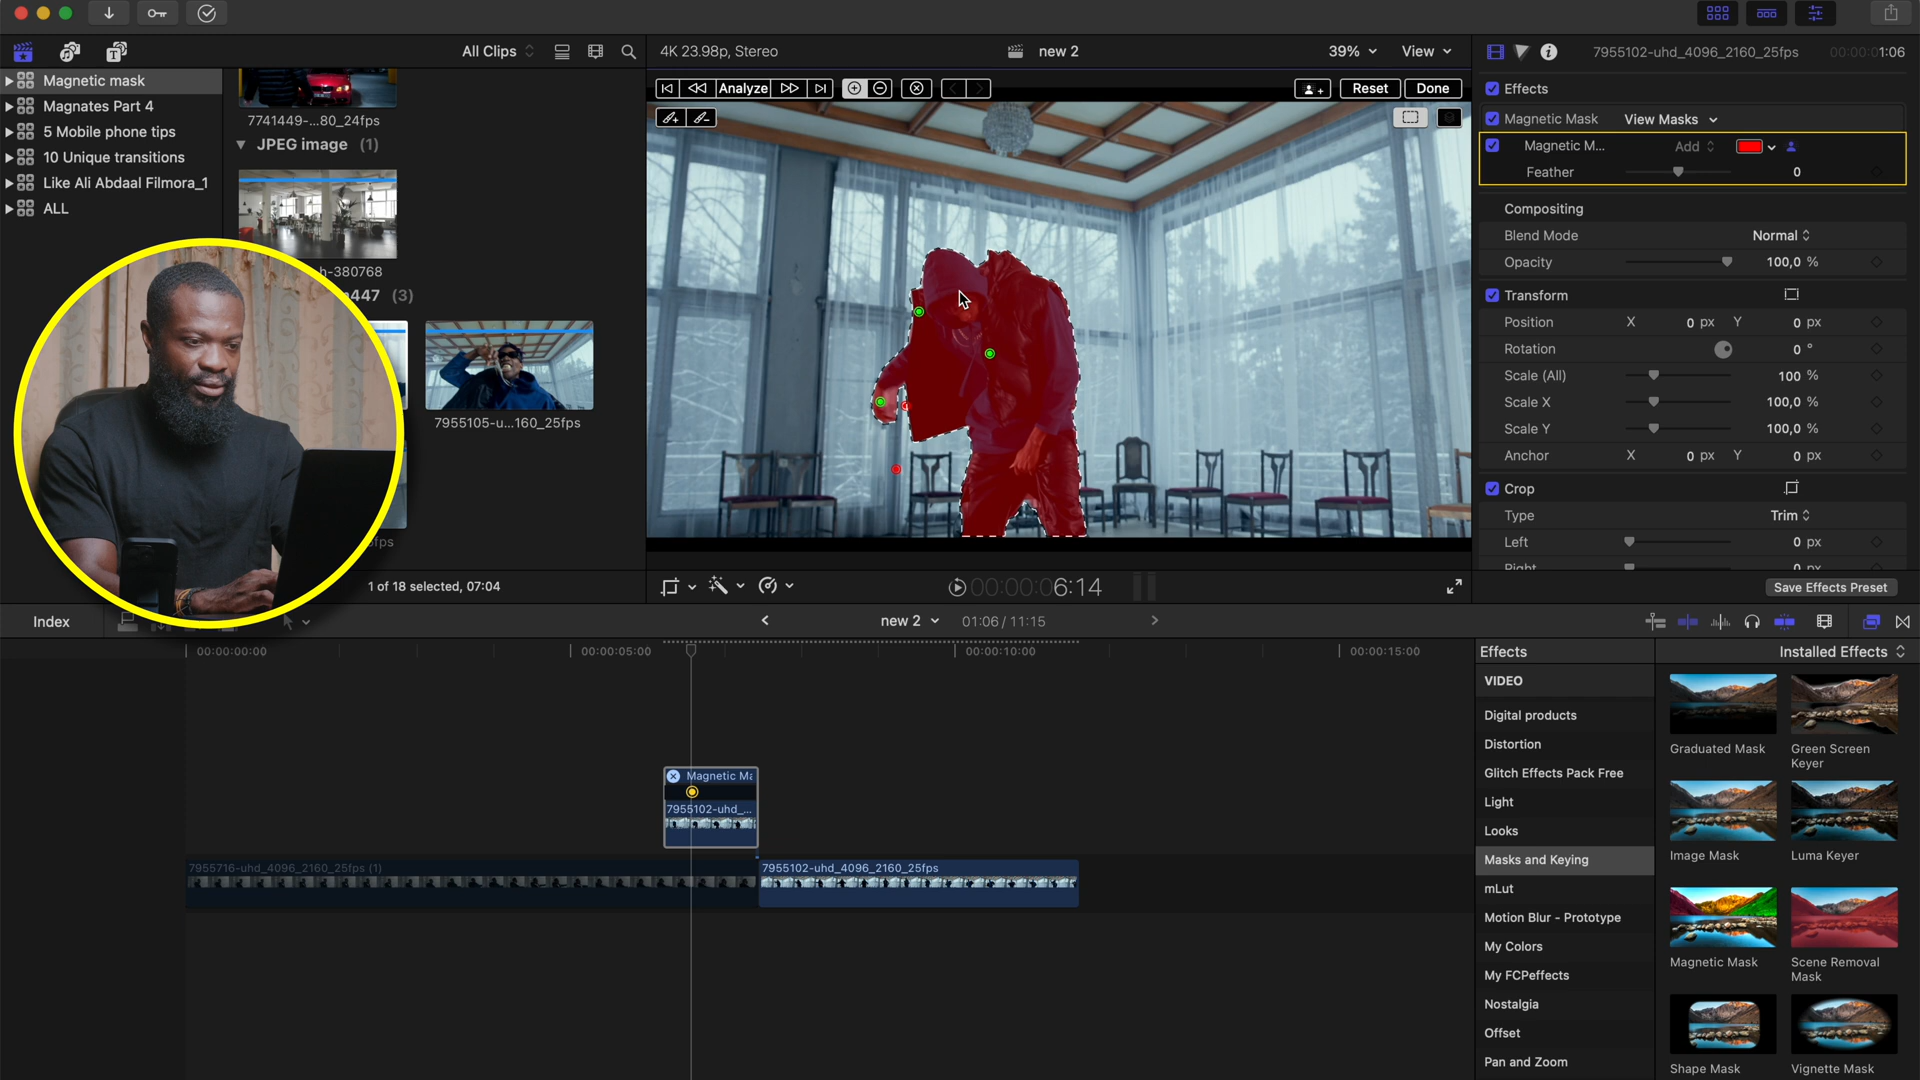 All Clips
4K 23.98p, Stereo
new 2
39%
View
7955102-uhd_4096_2160_25fps
00:00:01:06
Magnetic mask
Magnates Part 4
5 Mobile phone tips
10 Unique transitions
Like Ali Abdaal Filmora_1
ALL
7741449-...80_24fps
JPEG image (1)
h-380768
447 (3)
7955105-u...160_25fps
fps
1 of 18 selected, 07:04
Analyze
Reset
Done
00:00:06:14
Effects
Magnetic Mask
View Masks
Magnetic M...
Add
Feather
0
Compositing
Blend Mode
Normal
Opacity
100,0 %
Transform
Position
X
0 px
Y
0 px
Rotation
0 °
Scale (All)
100 %
Scale X
100,0 %
Scale Y
100,0 %
Anchor
X
0 px
Y
0 px
Crop
Type
Trim
Left
0 px
Right
0 px
Save Effects Preset
Index
new 2
01:06 / 11:15
00:00:00:00
00:00:05:00
00:00:10:00
00:00:15:00
Magnetic Ma
7955102-uhd_...
7955716-uhd_4096_2160_25fps (1)
7955102-uhd_4096_2160_25fps
Effects
Installed Effects
VIDEO
Digital products
Distortion
Glitch Effects Pack Free
Light
Looks
Masks and Keying
mLut
Motion Blur - Prototype
My Colors
My FCPeffects
Nostalgia
Offset
Pan and Zoom
Graduated Mask
Green Screen
Keyer
Image Mask
Luma Keyer
Magnetic Mask
Scene Removal
Mask
Shape Mask
Vignette Mask